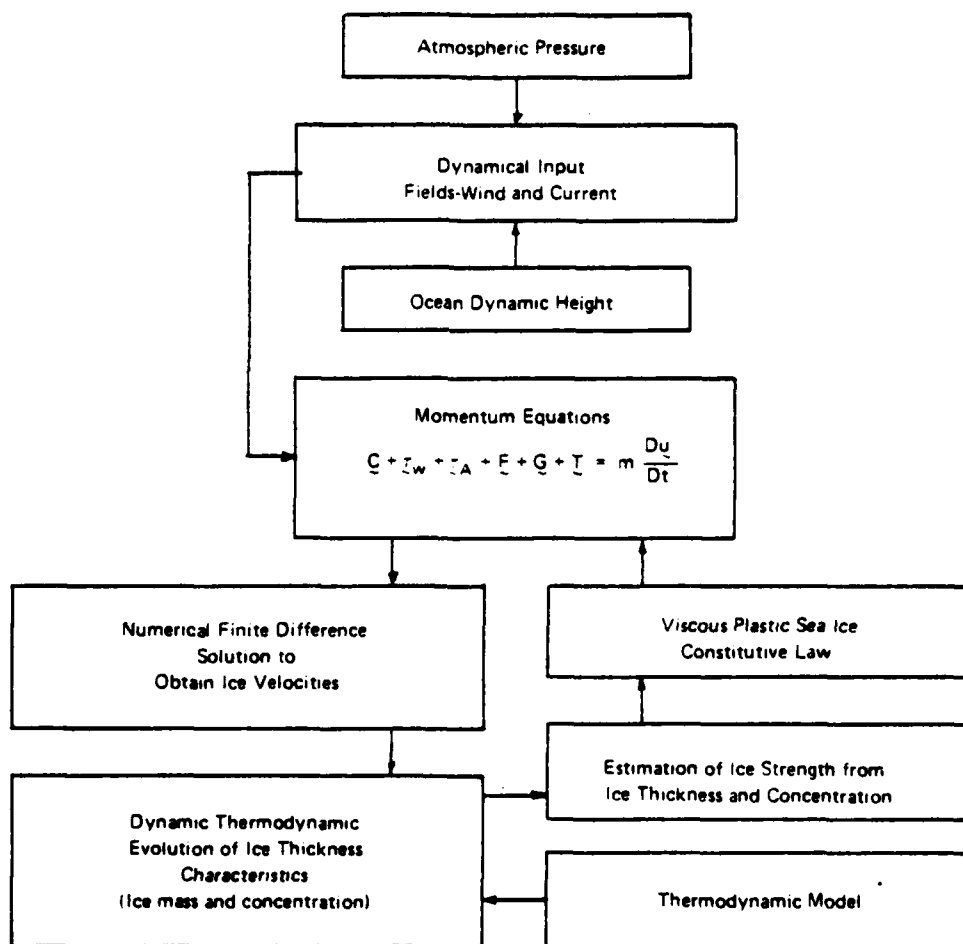 Atmospheric Pressure
Dynamical Input
Fields-Wind and Current
Ocean Dynamic Height
Momentum Equations
C + τ_w + τ_A + F + G + T = m Du/Dt
Numerical Finite Difference
Solution to
Obtain Ice Velocities
Viscous Plastic Sea Ice
Constitutive Law
Estimation of Ice Strength from
Ice Thickness and Concentration
Dynamic Thermodynamic
Evolution of Ice Thickness
Characteristics
(Ice mass and concentration)
Thermodynamic Model